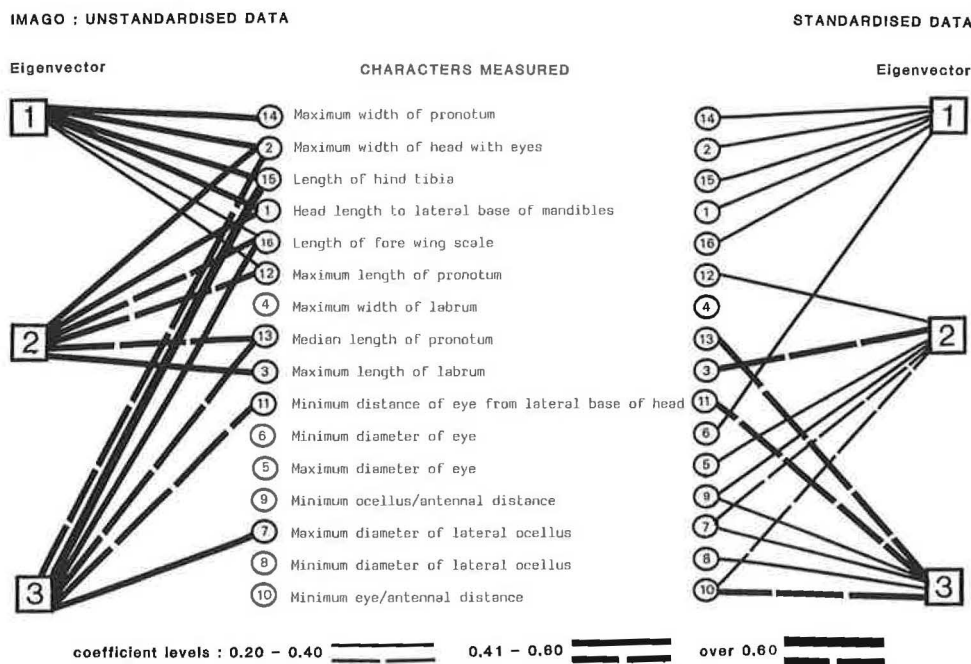 IMAGO : UNSTANDARDISED DATA STANDARDISED DATA
Eigenvector CHARACTERS MEASURED Eigenvector
1 14 Maximum width of pronotum 14 1
2 Maximum width of head with eyes 2
15 Length of hind tibia 15
1 Head length to lateral base of mandibles 1
16 Length of fore wing scale 16
12 Maximum length of pronotum 12
4 Maximum width of labrum 4
2 13 Median length of pronotum 13 2
3 Maximum length of labrum 3
11 Minimum distance of eye from lateral base of head 11
6 Minimum diameter of eye 6
5 Maximum diameter of eye 5
9 Minimum ocellus/antennal distance 9
7 Maximum diameter of lateral ocellus 7
8 Minimum diameter of lateral ocellus 8
3 10 Minimum eye/antennal distance 10 3
coefficient levels : 0.20 - 0.40 0.41 - 0.60 over 0.60